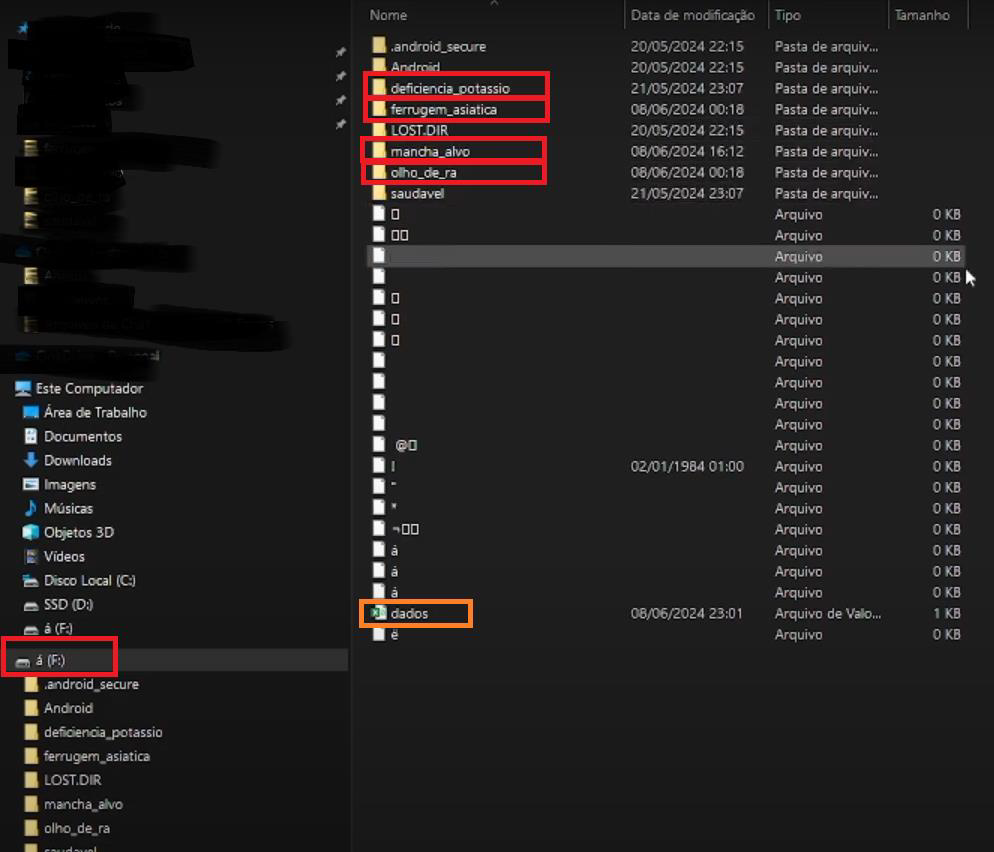 Nome Data de modificação Tipo Tamanho
.android_secure 20/05/2024 22:15 Pasta de arquiv...
Android 20/05/2024 22:15 Pasta de arquiv...
deficiencia_potassio 21/05/2024 23:07 Pasta de arquiv...
ferrugem_asiatica 08/06/2024 00:18 Pasta de arquiv...
LOST.DIR 20/05/2024 22:15 Pasta de arquiv...
mancha_alvo 08/06/2024 16:12 Pasta de arquiv...
olho_de_ra 08/06/2024 00:18 Pasta de arquiv...
saudavel 21/05/2024 23:07 Pasta de arquiv...
Arquivo 0 KB
Arquivo 0 KB
Arquivo 0 KB
Arquivo 0 KB
Arquivo 0 KB
Arquivo 0 KB
Arquivo 0 KB
Arquivo 0 KB
Arquivo 0 KB
Arquivo 0 KB
Arquivo 0 KB
@ Arquivo 0 KB
! 02/01/1984 01:00 Arquivo 0 KB
" Arquivo 0 KB
* Arquivo 0 KB
¬ Arquivo 0 KB
á Arquivo 0 KB
á Arquivo 0 KB
á Arquivo 0 KB
dados 08/06/2024 23:01 Arquivo de Valo... 1 KB
ë Arquivo 0 KB
Este Computador
Área de Trabalho
Documentos
Downloads
Imagens
Músicas
Objetos 3D
Vídeos
Disco Local (C:)
SSD (D:)
á (F:)
á (F:)
.android_secure
Android
deficiencia_potassio
ferrugem_asiatica
LOST.DIR
mancha_alvo
olho_de_ra
saudavel